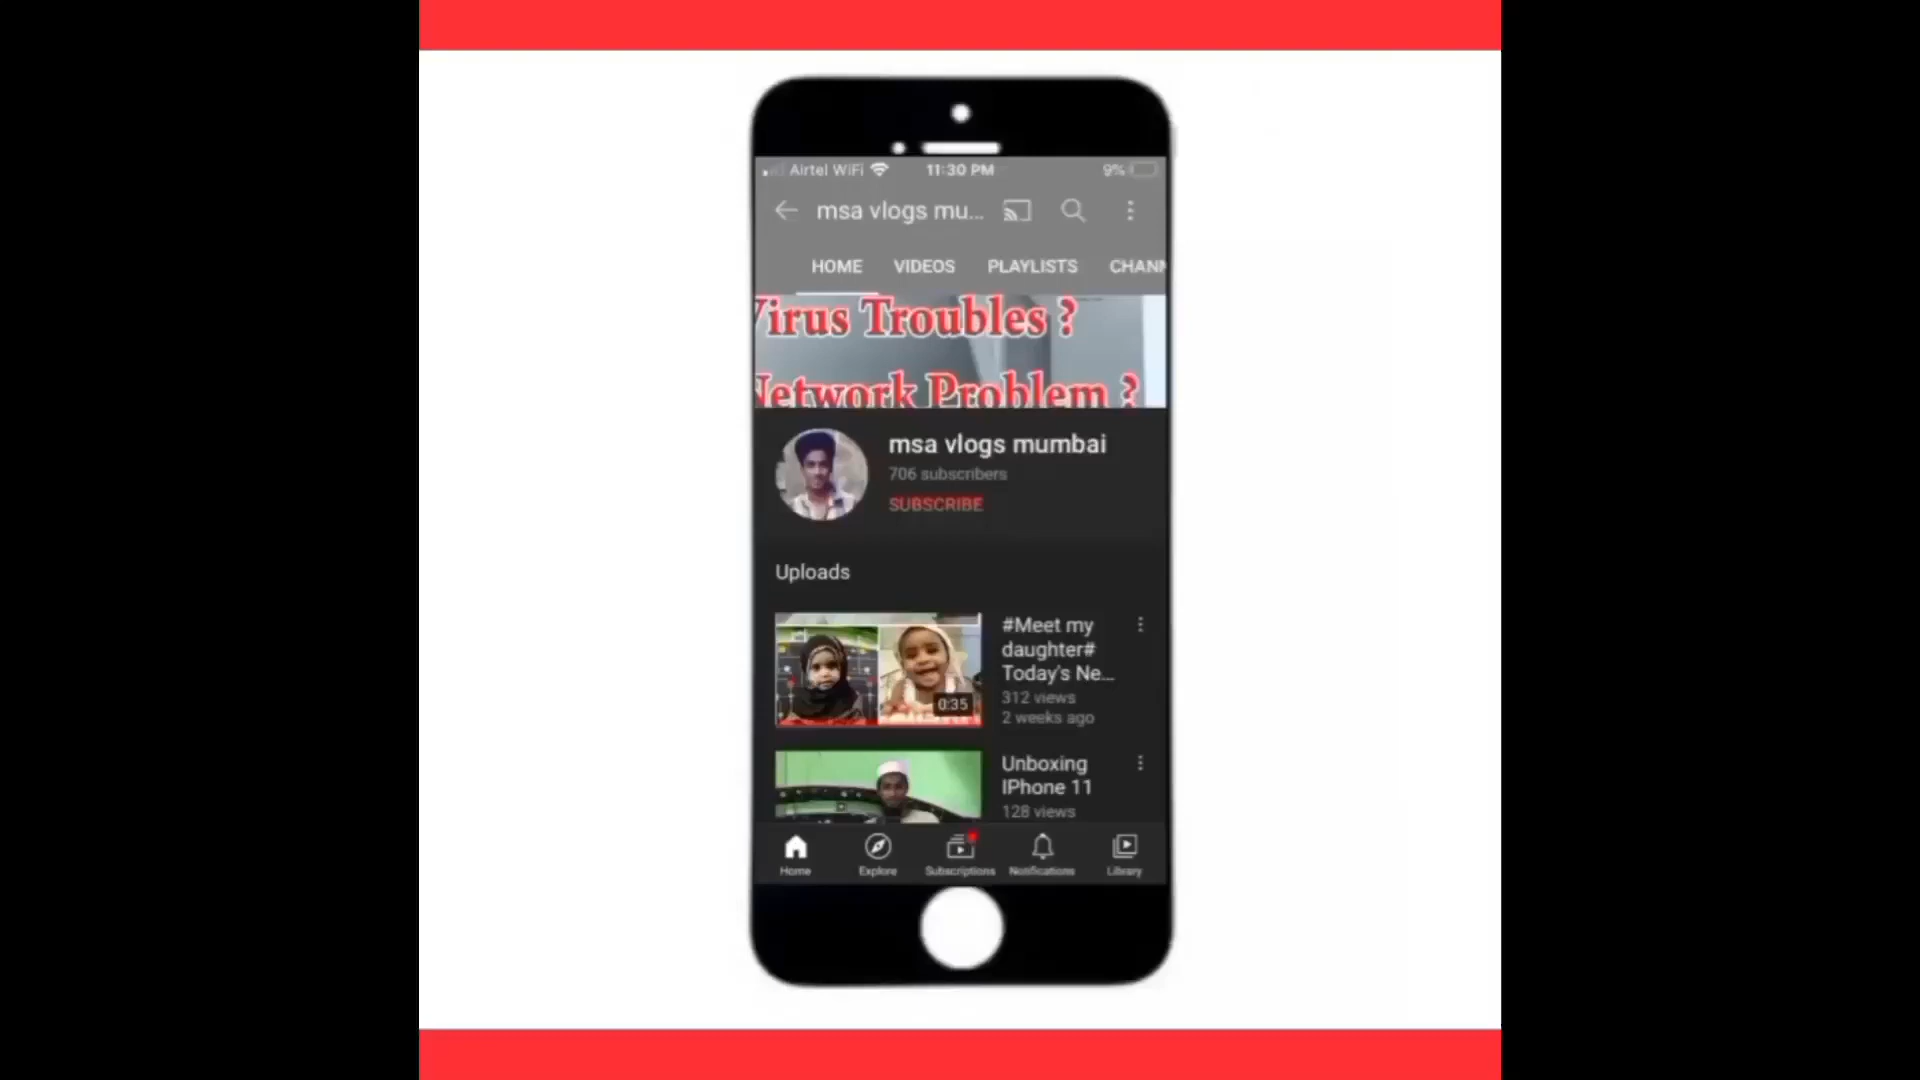 Airtel WiFi 11:30 PM 9%
msa vlogs mu...
HOME VIDEOS PLAYLISTS CHANN
Virus Troubles ?
Network Problem ?
msa vlogs mumbai
706 subscribers
SUBSCRIBE
Uploads
#Meet my
daughter#
Today's Ne...
312 views
2 weeks ago
0:35
Unboxing
IPhone 11
128 views
Home Explore Subscriptions Notifications Library